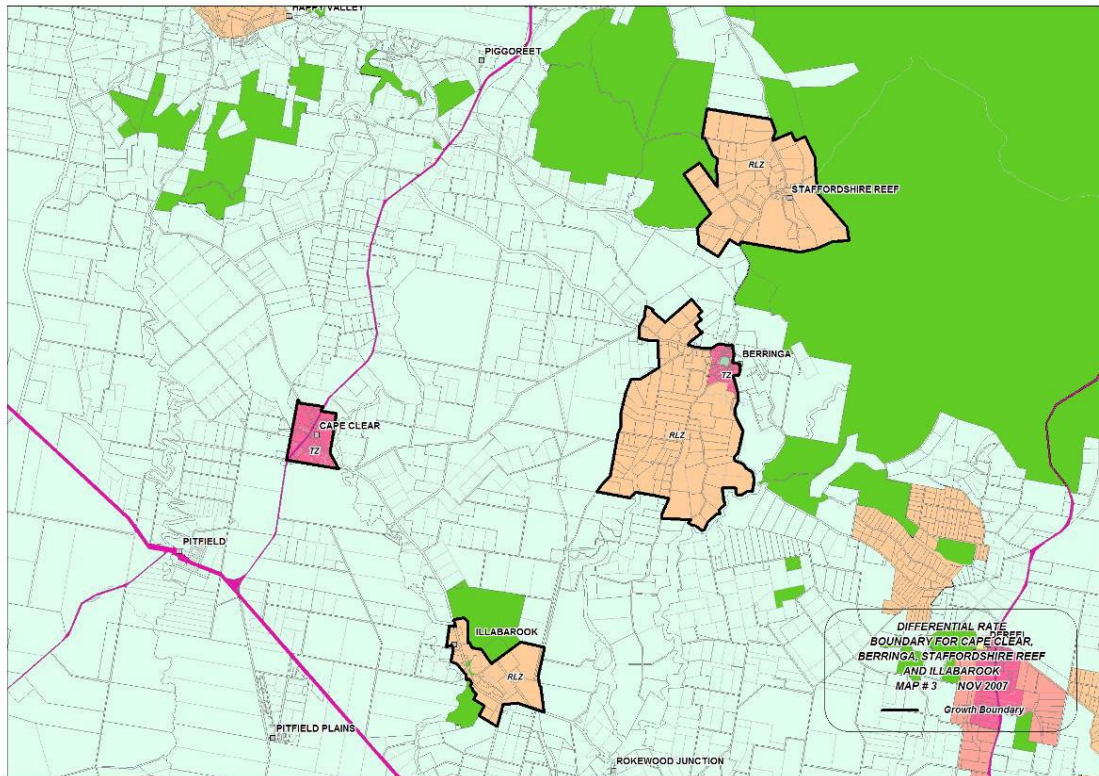 HAPPY VALLEY
PIGGOREET
RLZ
STAFFORDSHIRE REEF
BERRINGA
TZ
CAPE CLEAR
TZ
RLZ
PITFIELD
ILLABAROOK
RLZ
DIFFERENTIAL RATE
BOUNDARY FOR CAPE CLEAR,
DEREEL
BERRINGA, STAFFORDSHIRE REEF
AND ILLABAROOK
MAP # 3 NOV 2007
Growth Boundary
PITFIELD PLAINS
ROKEWOOD JUNCTION